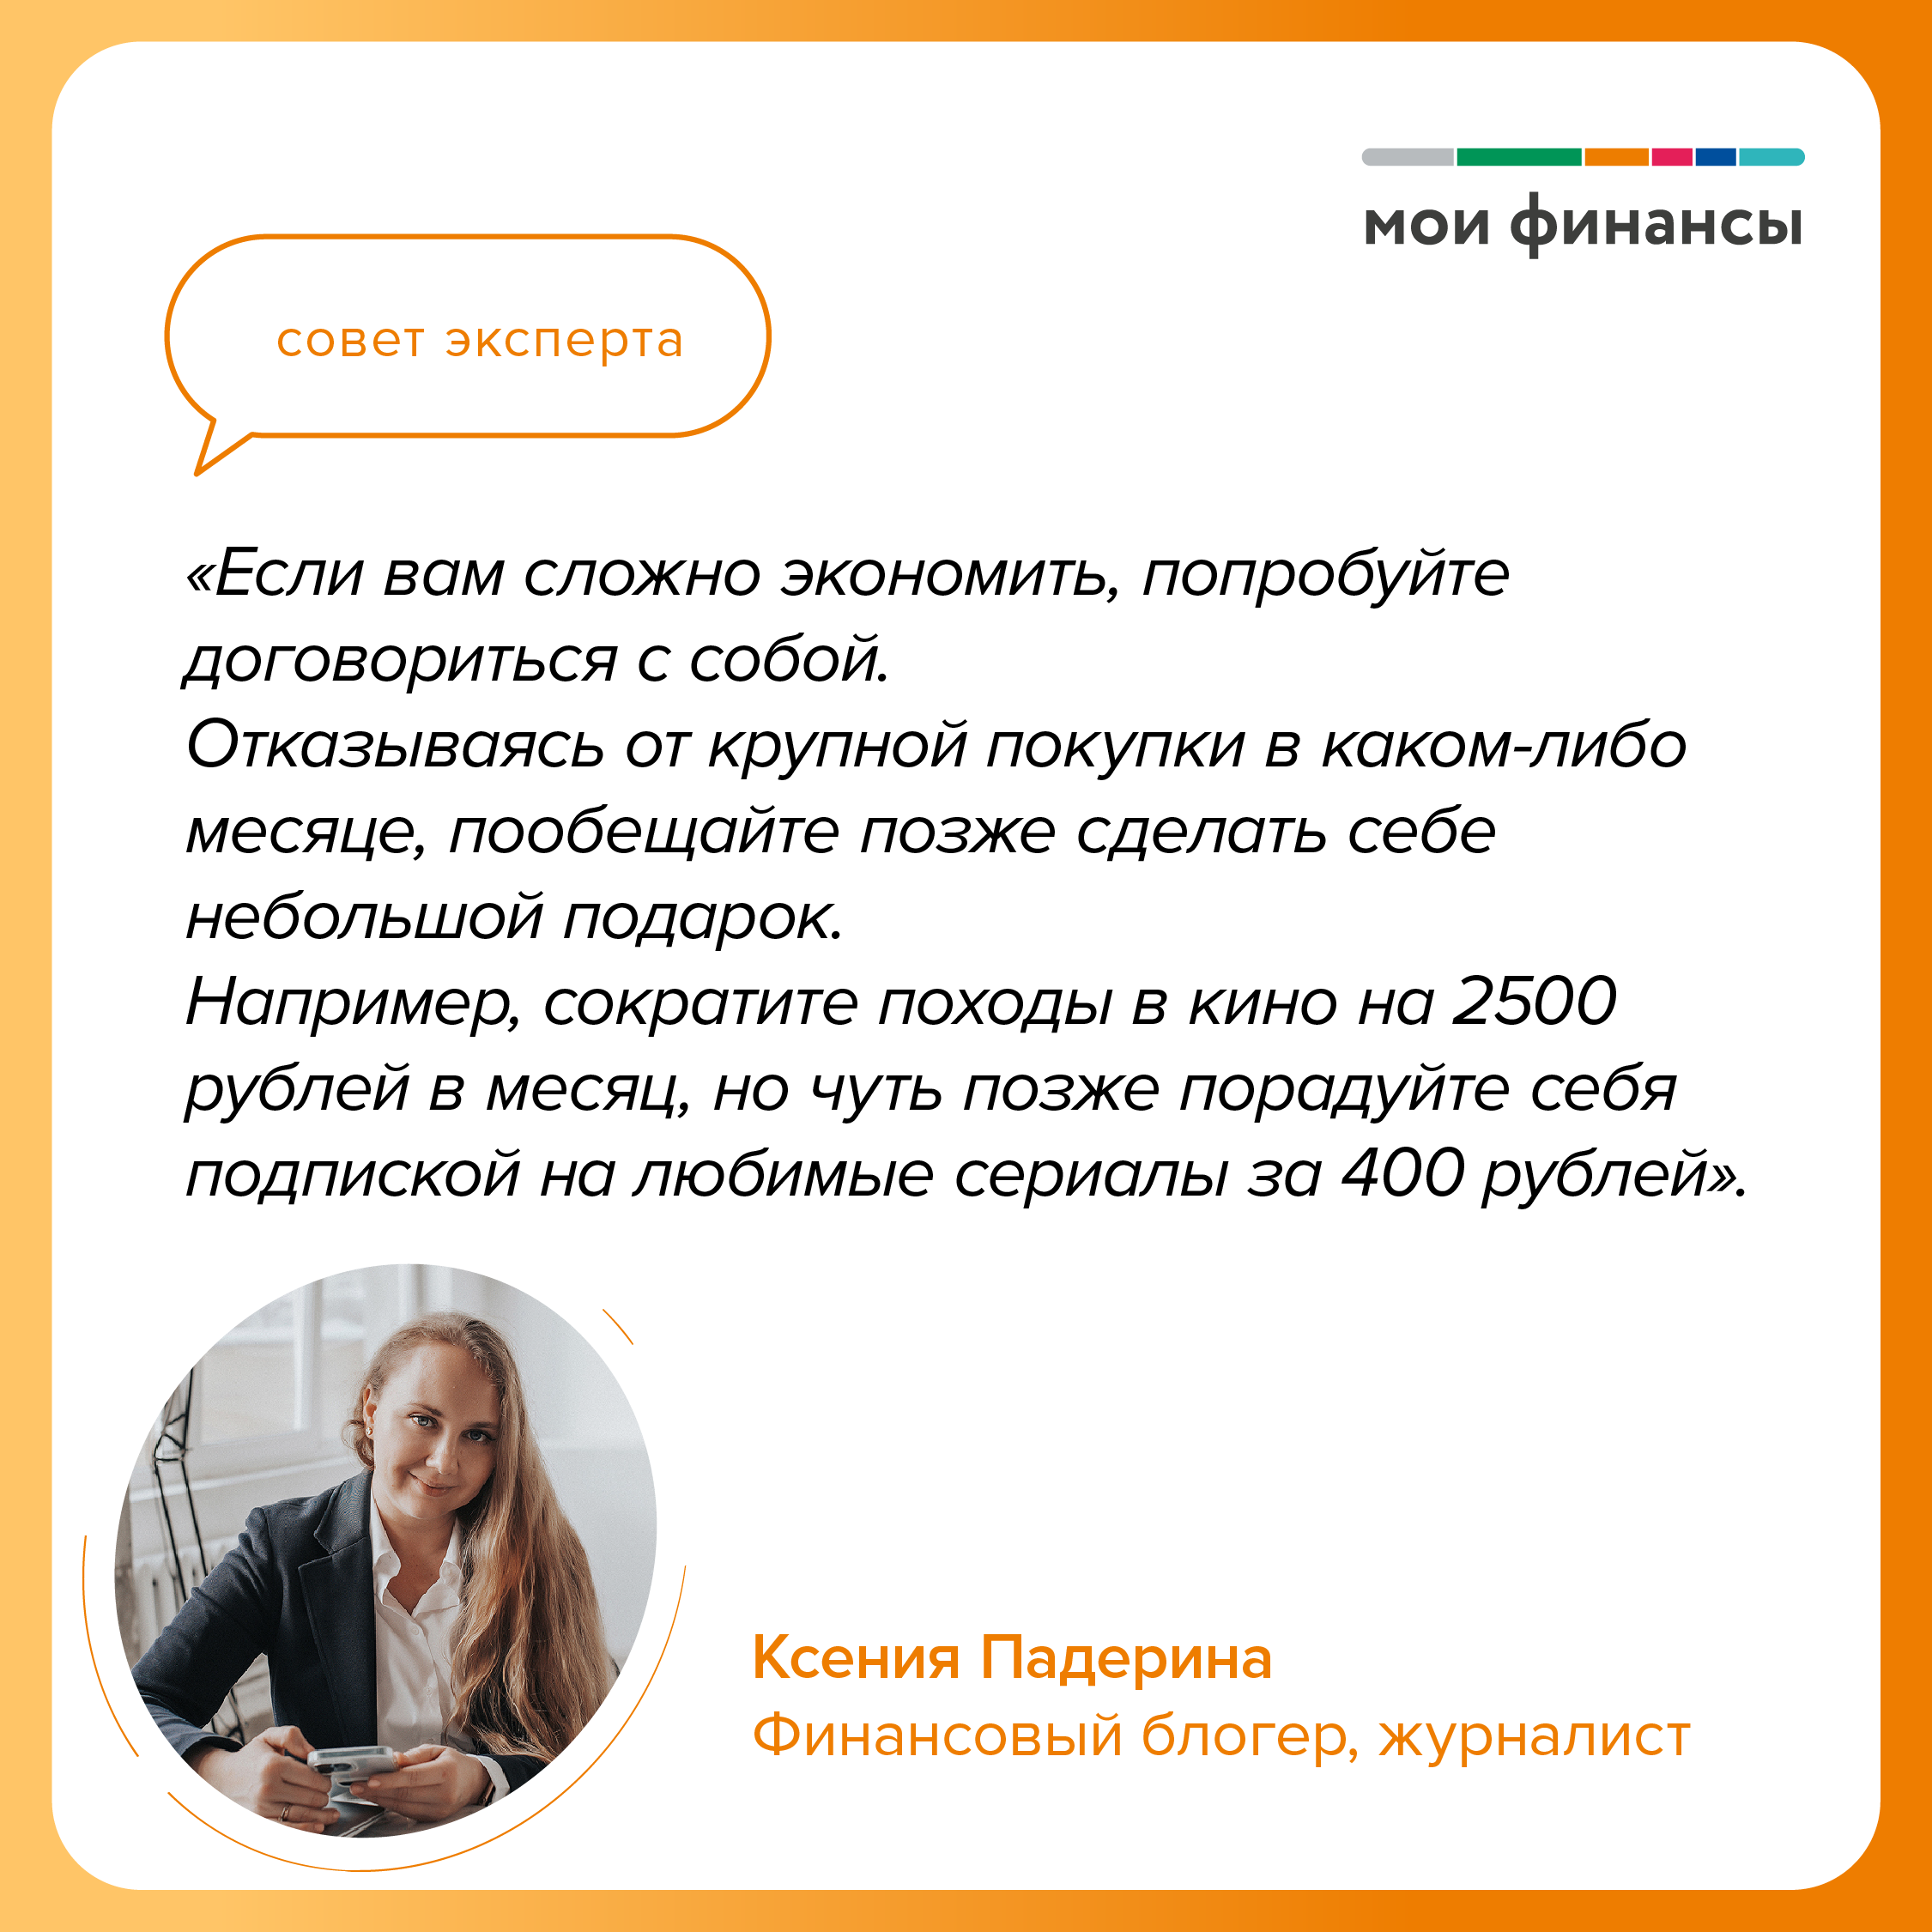 мои финансы
совет эксперта
«Если вам сложно экономить, попробуйте
договориться с собой.
Отказываясь от крупной покупки в каком-либо
месяце, пообещайте позже сделать себе
небольшой подарок.
Например, сократите походы в кино на 2500
рублей в месяц, но чуть позже порадуйте себя
подпиской на любимые сериалы за 400 рублей».
Ксения Падерина
Финансовый блогер, журналист